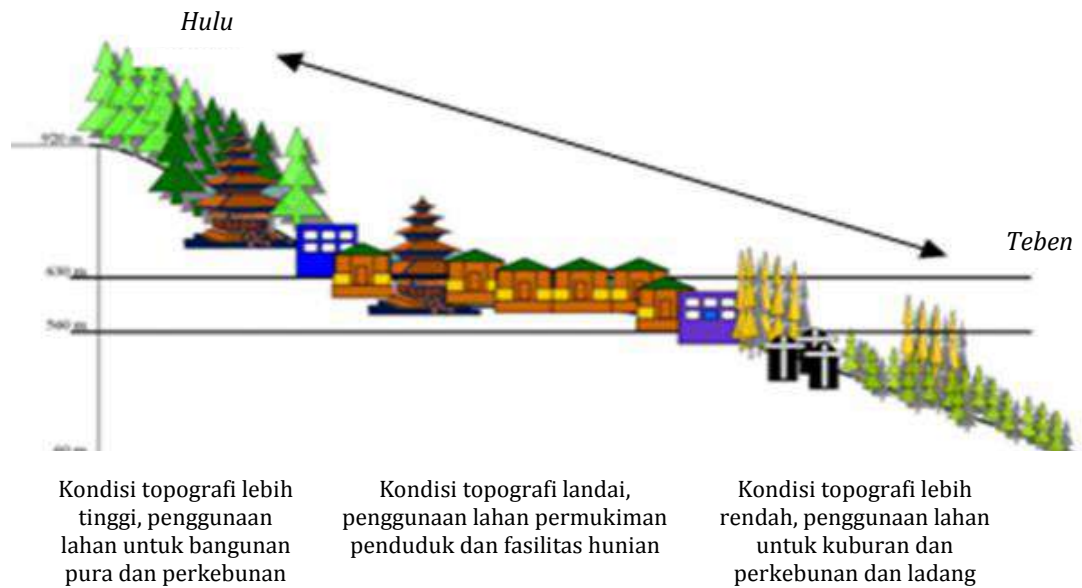 Hulu
920 m
Teben
630 m
Kondisi topografi lebih
tinggi, penggunaan
lahan untuk bangunan
pura dan perkebunan
Kondisi topografi landai,
penggunaan lahan permukiman
penduduk dan fasilitas hunian
Kondisi topografi lebih
rendah, penggunaan lahan
untuk kuburan dan
perkebunan dan ladang